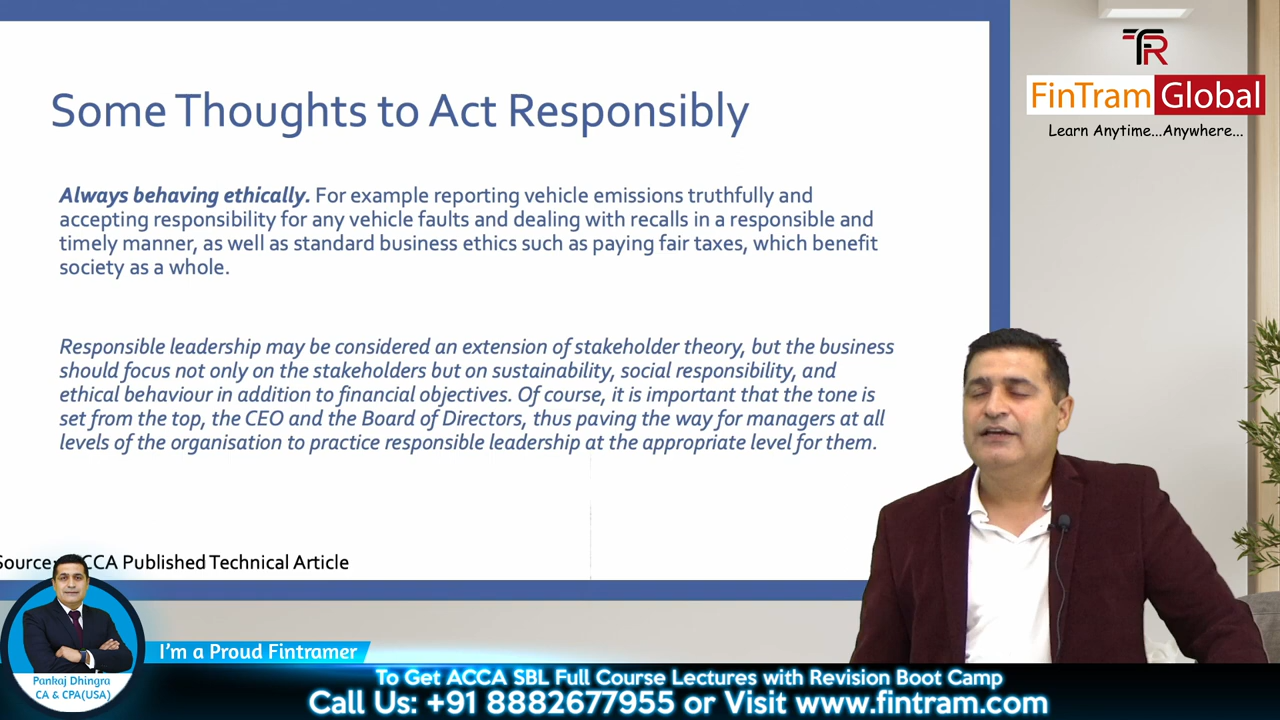 Some Thoughts to Act Responsibly
Always behaving ethically. For example reporting vehicle emissions truthfully and
accepting responsibility for any vehicle faults and dealing with recalls in a responsible and
timely manner, as well as standard business ethics such as paying fair taxes, which benefit
society as a whole.
Responsible leadership may be considered an extension of stakeholder theory, but the business
should focus not only on the stakeholders but on sustainability, social responsibility, and
ethical behaviour in addition to financial objectives. Of course, it is important that the tone is
set from the top, the CEO and the Board of Directors, thus paving the way for managers at all
levels of the organisation to practice responsible leadership at the appropriate level for them.
Source: CCA Published Technical Article
TR
FinTram Global
Learn Anytime...Anywhere...
I'm a Proud Fintramer
Pankaj Dhingra
CA & CPA(USA)
To Get ACCA SBL Full Course Lectures with Revision Boot Camp
Call Us: +91 8882677955 or Visit www.fintram.com